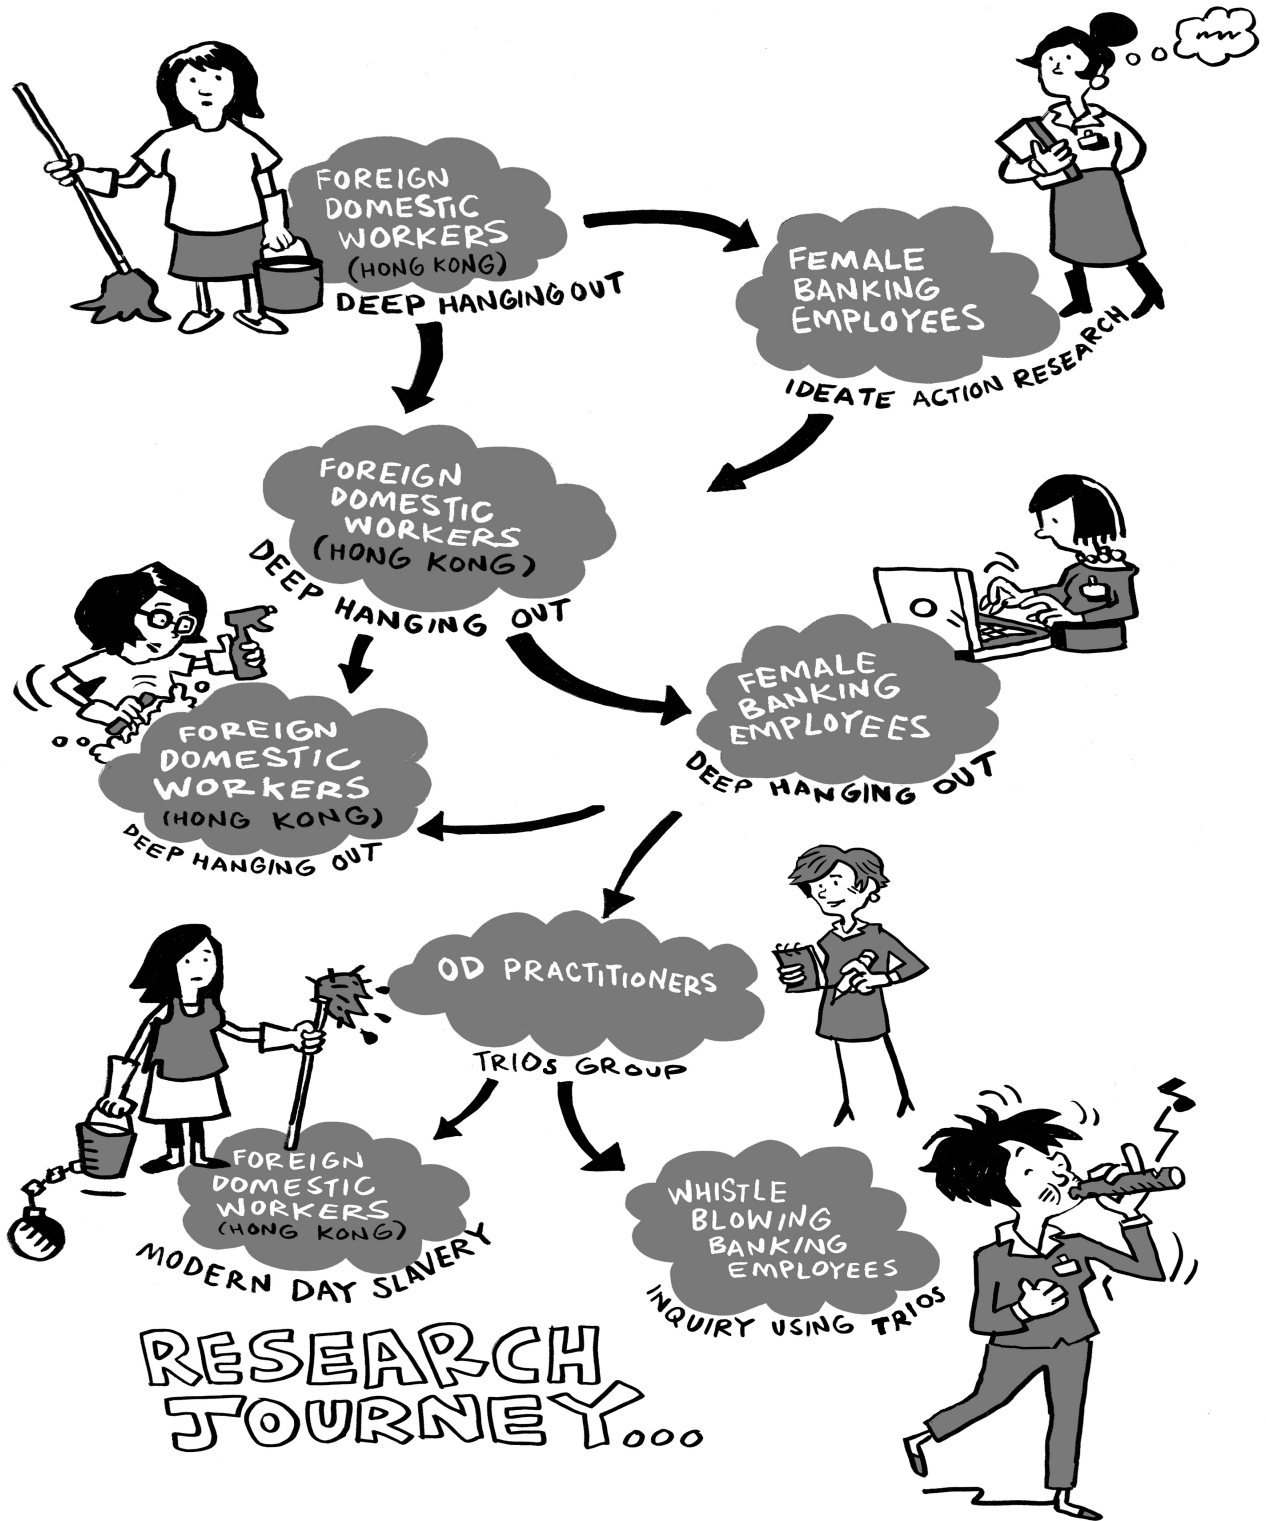 FOREIGN
DOMESTIC
WORKERS
(HONG KONG)
DEEP HANGING OUT
FEMALE
BANKING
EMPLOYEES
IDEATE ACTION RESEARCH
FOREIGN
DOMESTIC
WORKERS
(HONG KONG)
DEEP HANGING OUT
FEMALE
BANKING
EMPLOYEES
DEEP HANGING OUT
FOREIGN
DOMESTIC
WORKERS
(HONG KONG)
DEEP HANGING OUT
OD PRACTITIONERS
TRIOs GROUP
FOREIGN
DOMESTIC
WORKERS
(HONG KONG)
MODERN DAY SLAVERY
WHISTLE
BLOWING
BANKING
EMPLOYEES
INQUIRY USING TRIOS
RESEARCH
JOURNEY...